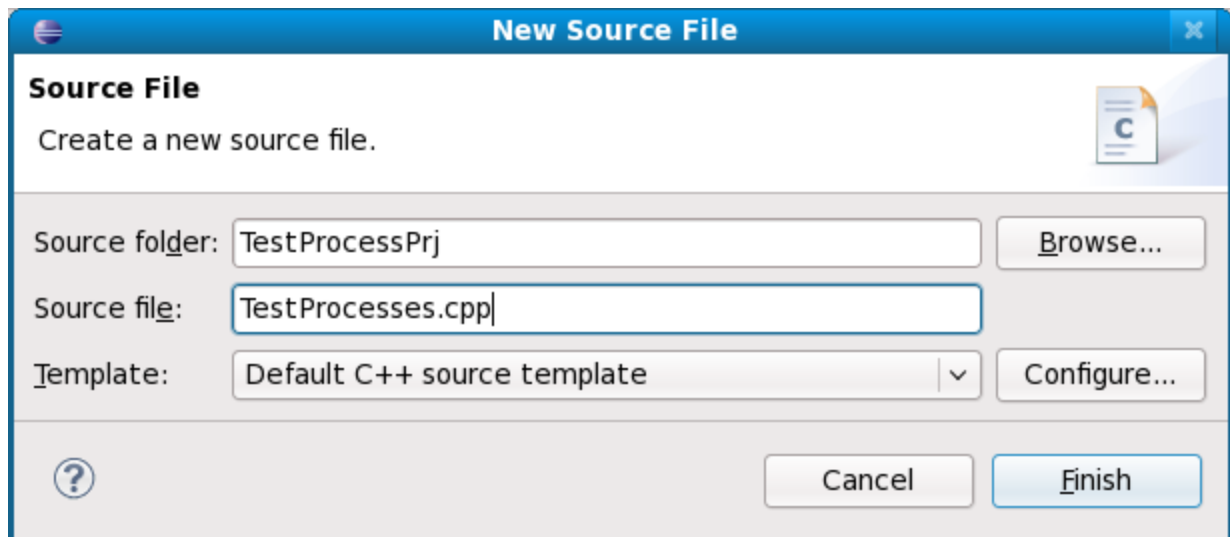 New Source File
Source File
Create a new source file.
C
Source folder: TestProcessPrj Browse...
Source file: TestProcesses.cpp
Template: Default C++ source template Configure...
? Cancel Finish